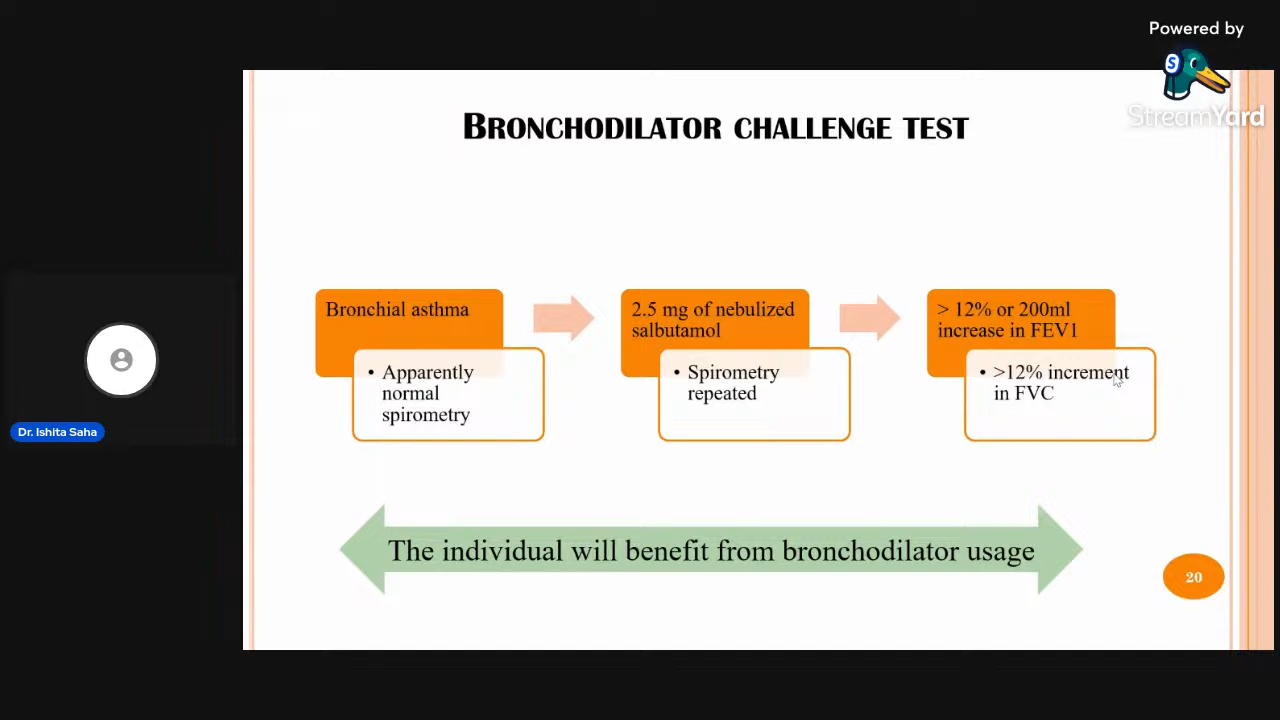 Powered by
S
StreamYard
BRONCHODILATOR CHALLENGE TEST
Bronchial asthma
• Apparently
normal
spirometry
2.5 mg of nebulized
salbutamol
• Spirometry
repeated
> 12% or 200ml
increase in FEV1
• >12% increment
in FVC
The individual will benefit from bronchodilator usage
20
Dr. Ishita Saha